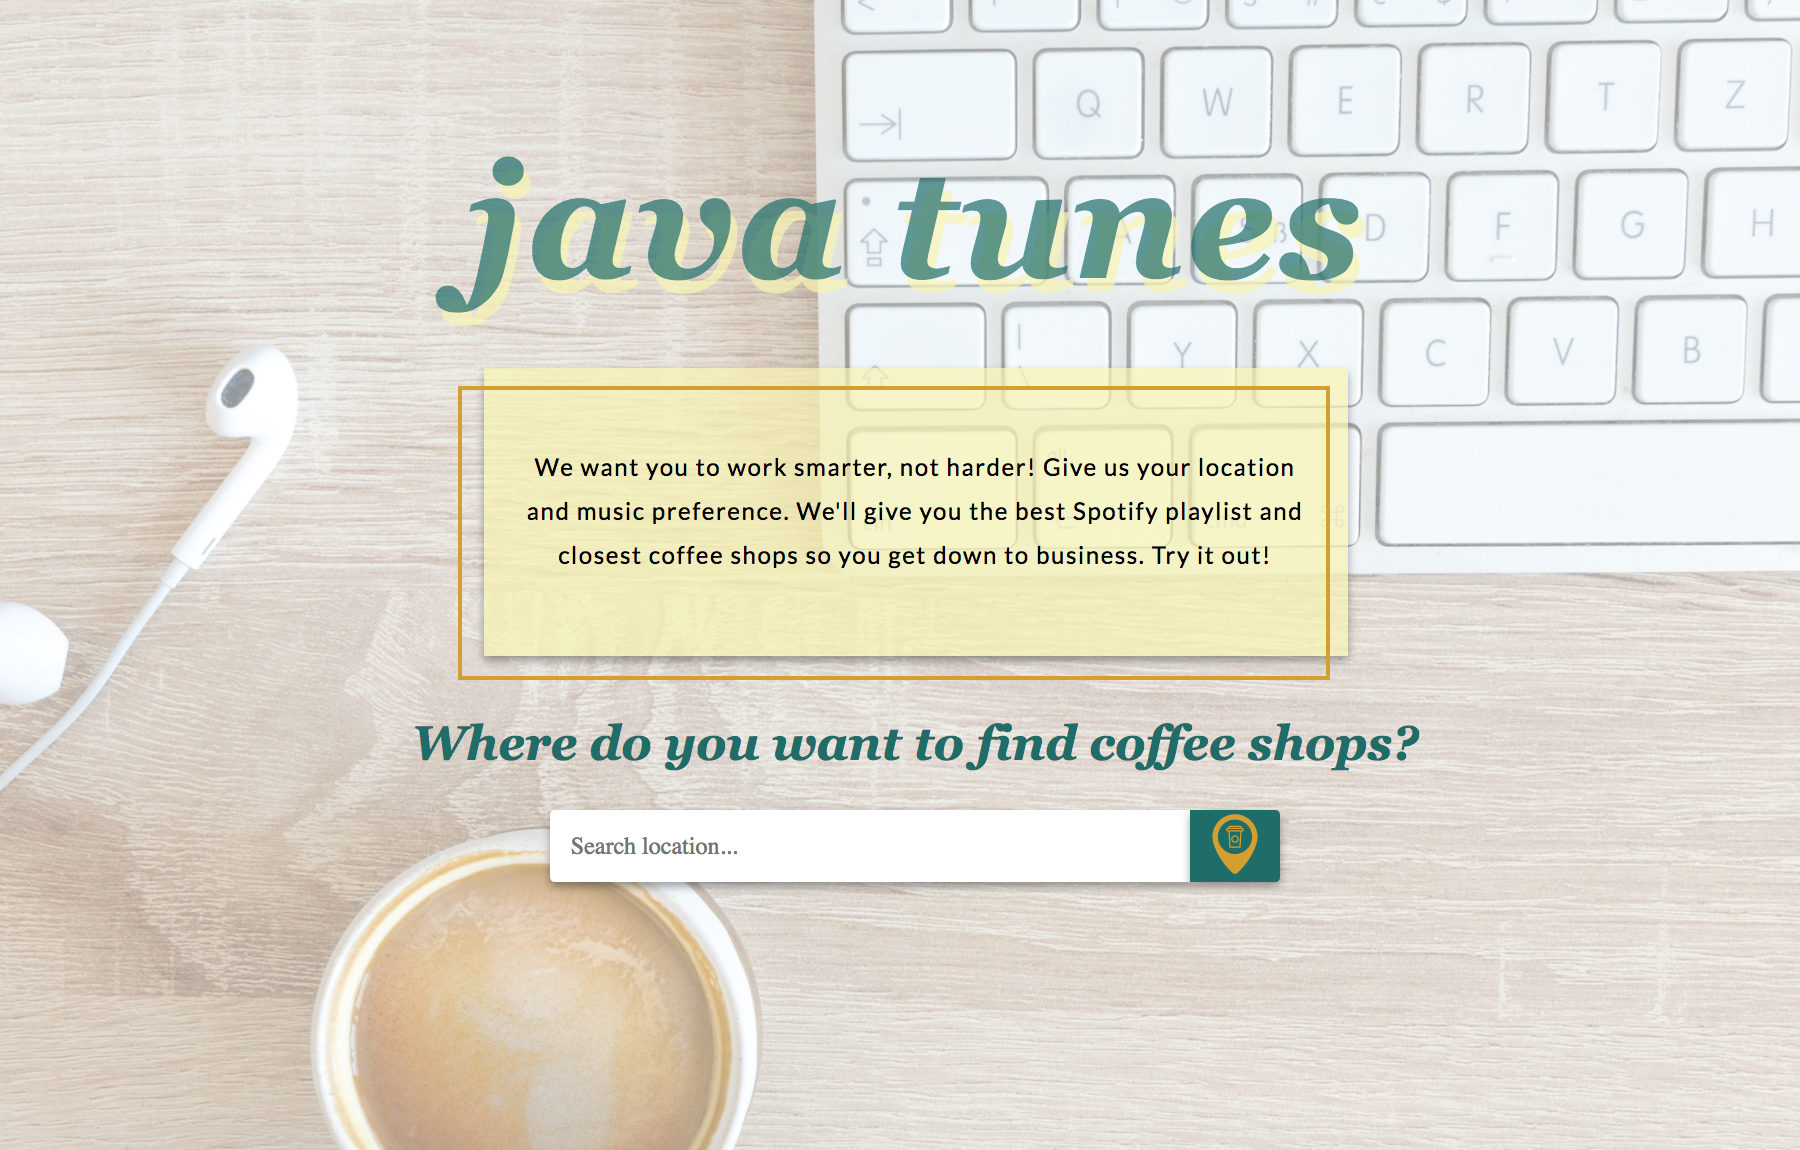 Q W E R T Z
java tunes
A S ß D F G H
Y X C V B
We want you to work smarter, not harder! Give us your location
and music preference. We'll give you the best Spotify playlist and
closest coffee shops so you get down to business. Try it out!
Where do you want to find coffee shops?
Search location...